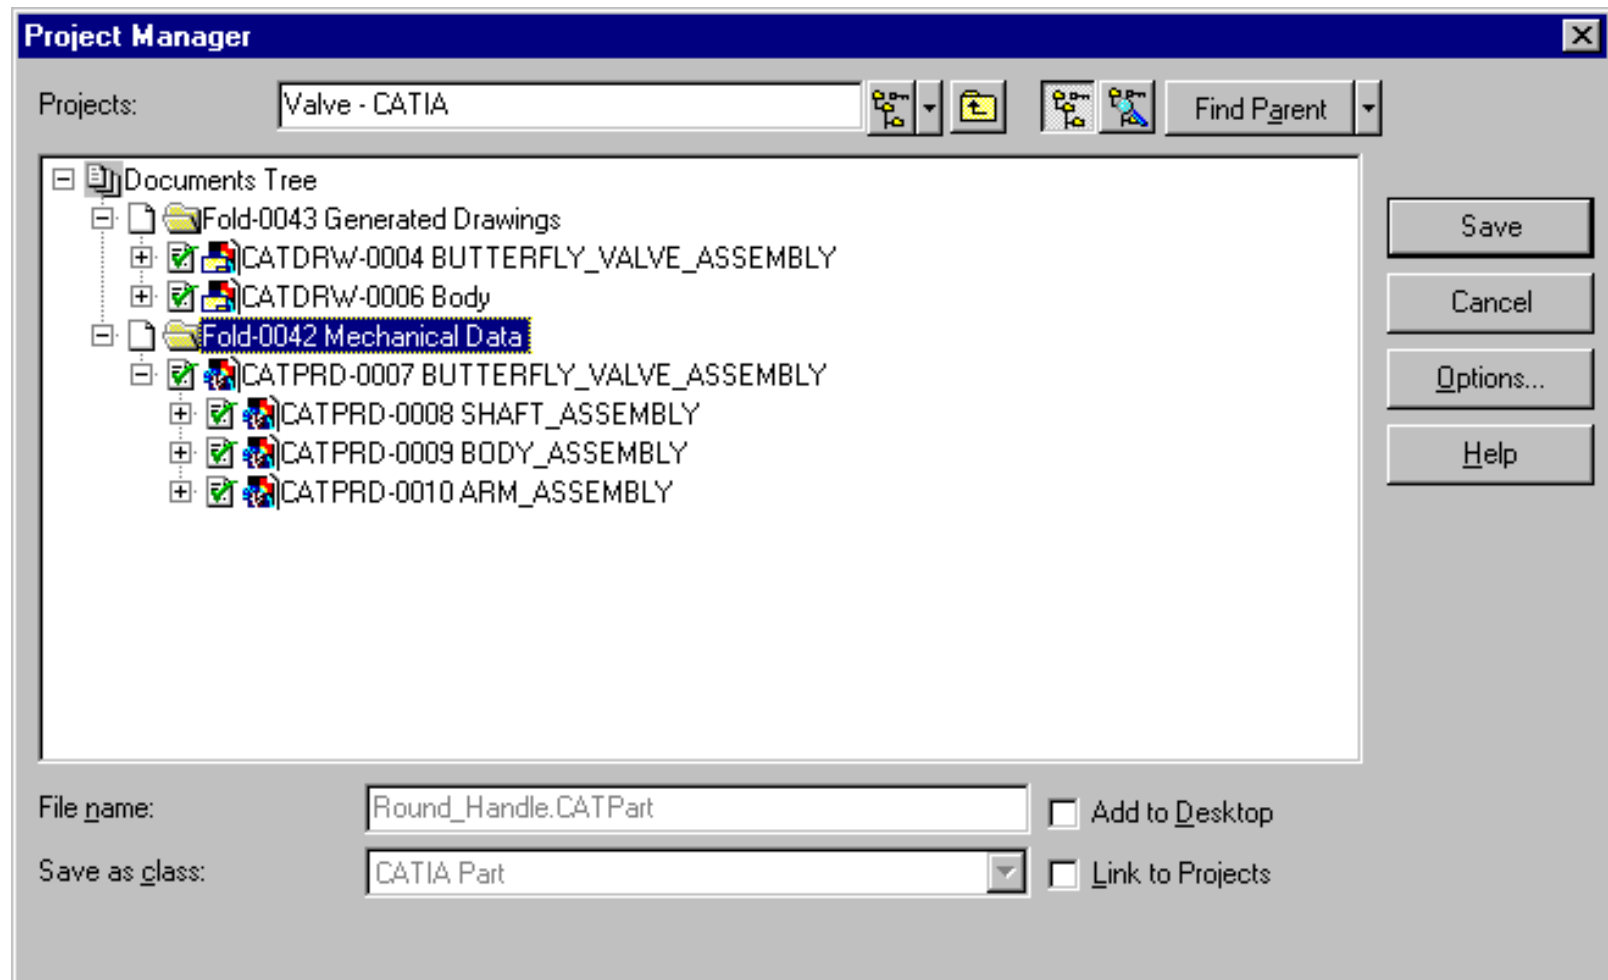 Project Manager
Projects: Valve - CATIA Find Parent
Documents Tree
Fold-0043 Generated Drawings
CATDRW-0004 BUTTERFLY_VALVE_ASSEMBLY
CATDRW-0006 Body
Fold-0042 Mechanical Data
CATPRD-0007 BUTTERFLY_VALVE_ASSEMBLY
CATPRD-0008 SHAFT_ASSEMBLY
CATPRD-0009 BODY_ASSEMBLY
CATPRD-0010 ARM_ASSEMBLY
Save
Cancel
Options...
Help
File name: Round_Handle.CATPart Add to Desktop
Save as class: CATIA Part Link to Projects